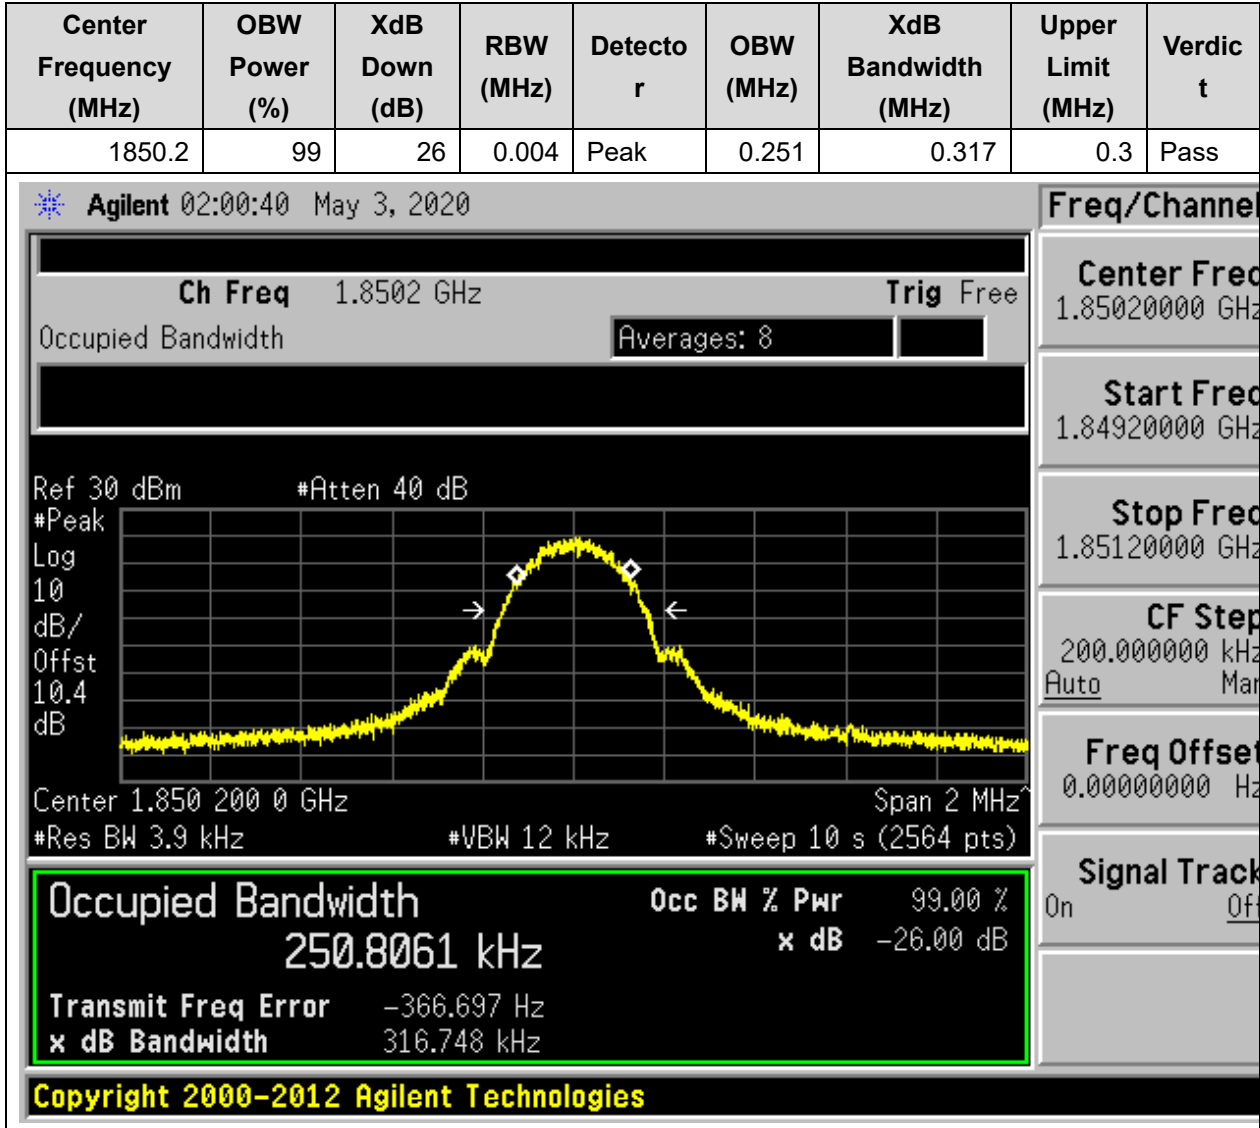 Center Frequency (MHz) OBW Power (%) XdB Down (dB) RBW (MHz) Detecto r OBW (MHz) XdB Bandwidth (MHz) Upper Limit (MHz) Verdic t
1850.2 99 26 0.004 Peak 0.251 0.317 0.3 Pass
Agilent 02:00:40 May 3, 2020
Freq/Channel
Ch Freq 1.8502 GHz Trig Free
Occupied Bandwidth Averages: 8
Ref 30 dBm #Atten 40 dB
#Peak
Log
10
dB/
Offst
10.4
dB
Center 1.850 200 0 GHz Span 2 MHz^
#Res BW 3.9 kHz #VBW 12 kHz #Sweep 10 s (2564 pts)
Occupied Bandwidth Occ BW % Pwr 99.00 %
250.8061 kHz x dB -26.00 dB
Transmit Freq Error -366.697 Hz
x dB Bandwidth 316.748 kHz
Center Freq
1.85020000 GHz
Start Freq
1.84920000 GHz
Stop Freq
1.85120000 GHz
CF Step
200.000000 kHz
Auto Man
Freq Offset
0.00000000 Hz
Signal Track
On Off
Copyright 2000-2012 Agilent Technologies